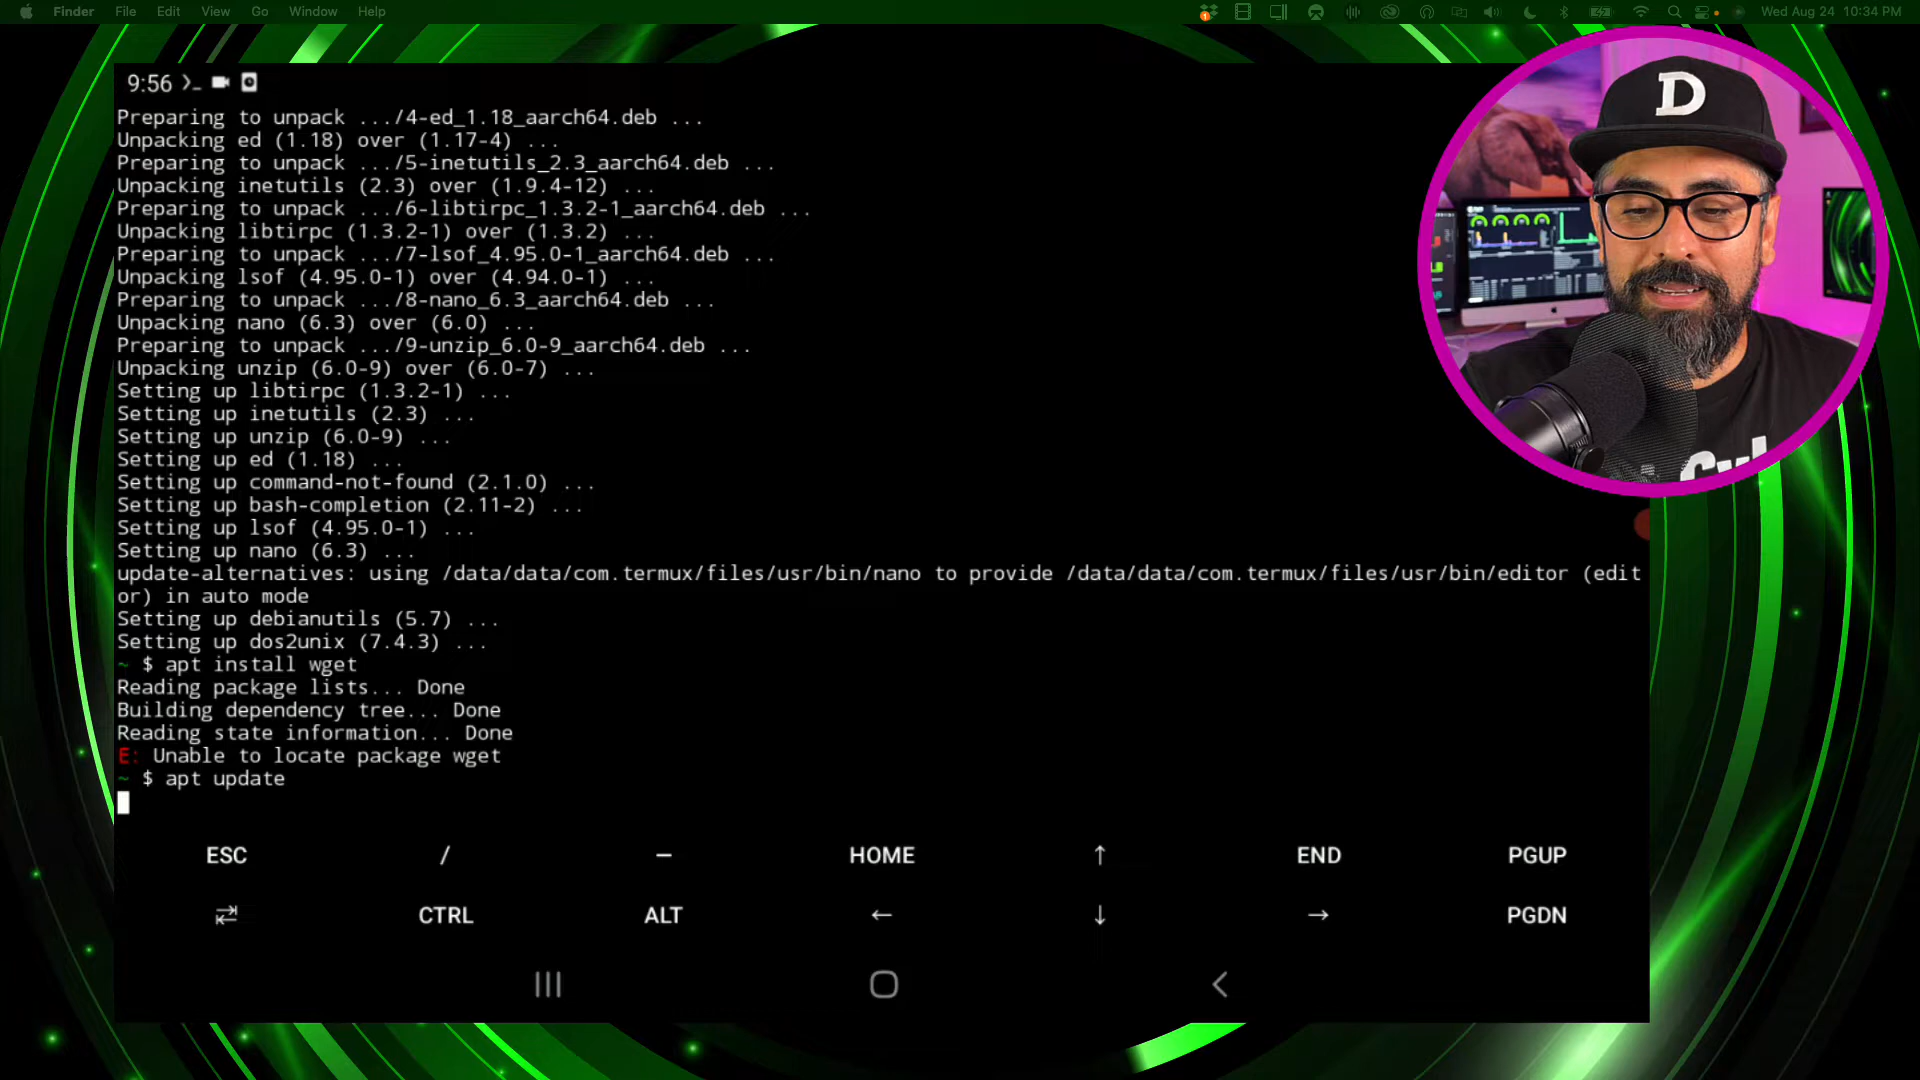 Finder File Edit View Go Window Help Wed Aug 24 10:34 PM
9:56
Preparing to unpack .../4-ed_1.18_aarch64.deb ...
Unpacking ed (1.18) over (1.17-4) ...
Preparing to unpack .../5-inetutils_2.3_aarch64.deb ...
Unpacking inetutils (2.3) over (1.9.4-12) ...
Preparing to unpack .../6-libtirpc_1.3.2-1_aarch64.deb ...
Unpacking libtirpc (1.3.2-1) over (1.3.2) ...
Preparing to unpack .../7-lsof_4.95.0-1_aarch64.deb ...
Unpacking lsof (4.95.0-1) over (4.94.0-1) ...
Preparing to unpack .../8-nano_6.3_aarch64.deb ...
Unpacking nano (6.3) over (6.0) ...
Preparing to unpack .../9-unzip_6.0-9_aarch64.deb ...
Unpacking unzip (6.0-9) over (6.0-7) ...
Setting up libtirpc (1.3.2-1) ...
Setting up inetutils (2.3) ...
Setting up unzip (6.0-9) ...
Setting up ed (1.18) ...
Setting up command-not-found (2.1.0) ...
Setting up bash-completion (2.11-2) ...
Setting up lsof (4.95.0-1) ...
Setting up nano (6.3) ...
update-alternatives: using /data/data/com.termux/files/usr/bin/nano to provide /data/data/com.termux/files/usr/bin/editor (edit
or) in auto mode
Setting up debianutils (5.7) ...
Setting up dos2unix (7.4.3) ...
~ $ apt install wget
Reading package lists... Done
Building dependency tree... Done
Reading state information... Done
E: Unable to locate package wget
~ $ apt update
ESC / — HOME ↑ END PGUP
⇄ CTRL ALT ← ↓ → PGDN
D